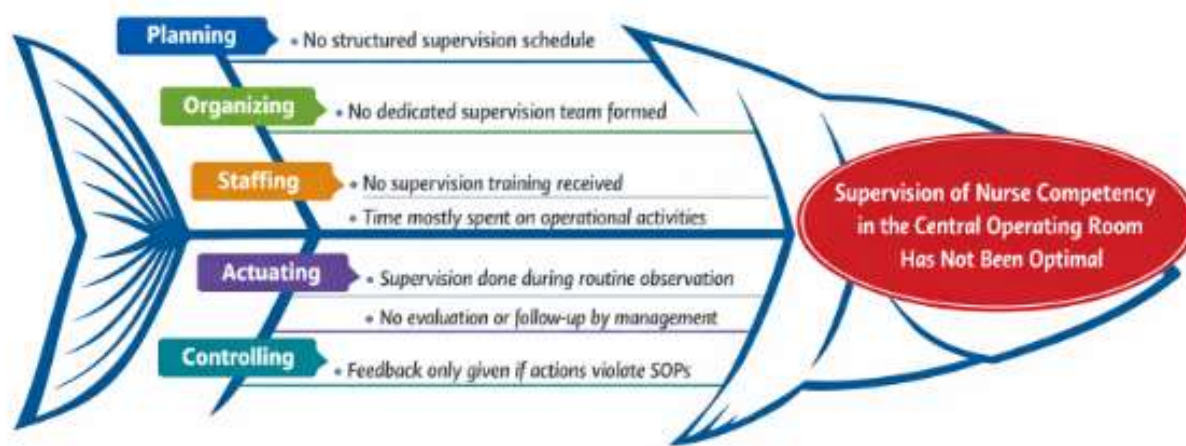 Planning
• No structured supervision schedule
Organizing
• No dedicated supervision team formed
Staffing
• No supervision training received
• Time mostly spent on operational activities
Actuating
• Supervision done during routine observation
• No evaluation or follow-up by management
Controlling
• Feedback only given if actions violate SOPs
Supervision of Nurse Competency
in the Central Operating Room
Has Not Been Optimal